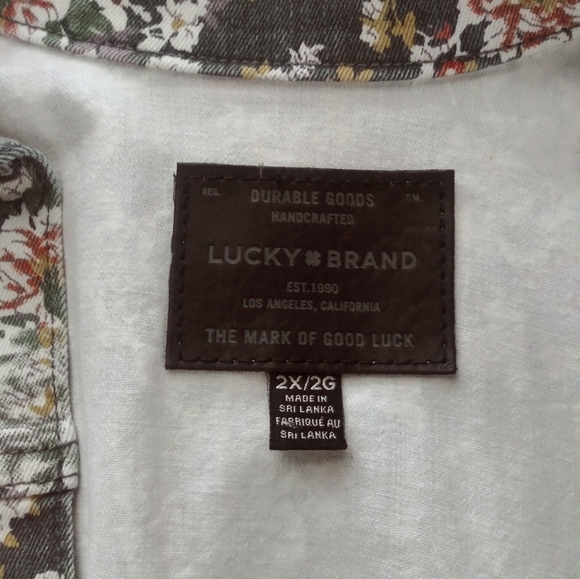 REG. DURABLE GOODS TM.
HANDCRAFTED
LUCKY BRAND
EST. 1990
LOS ANGELES, CALIFORNIA
THE MARK OF GOOD LUCK
2X/2G
MADE IN
SRI LANKA
FABRIQUÉ AU
SRI LANKA